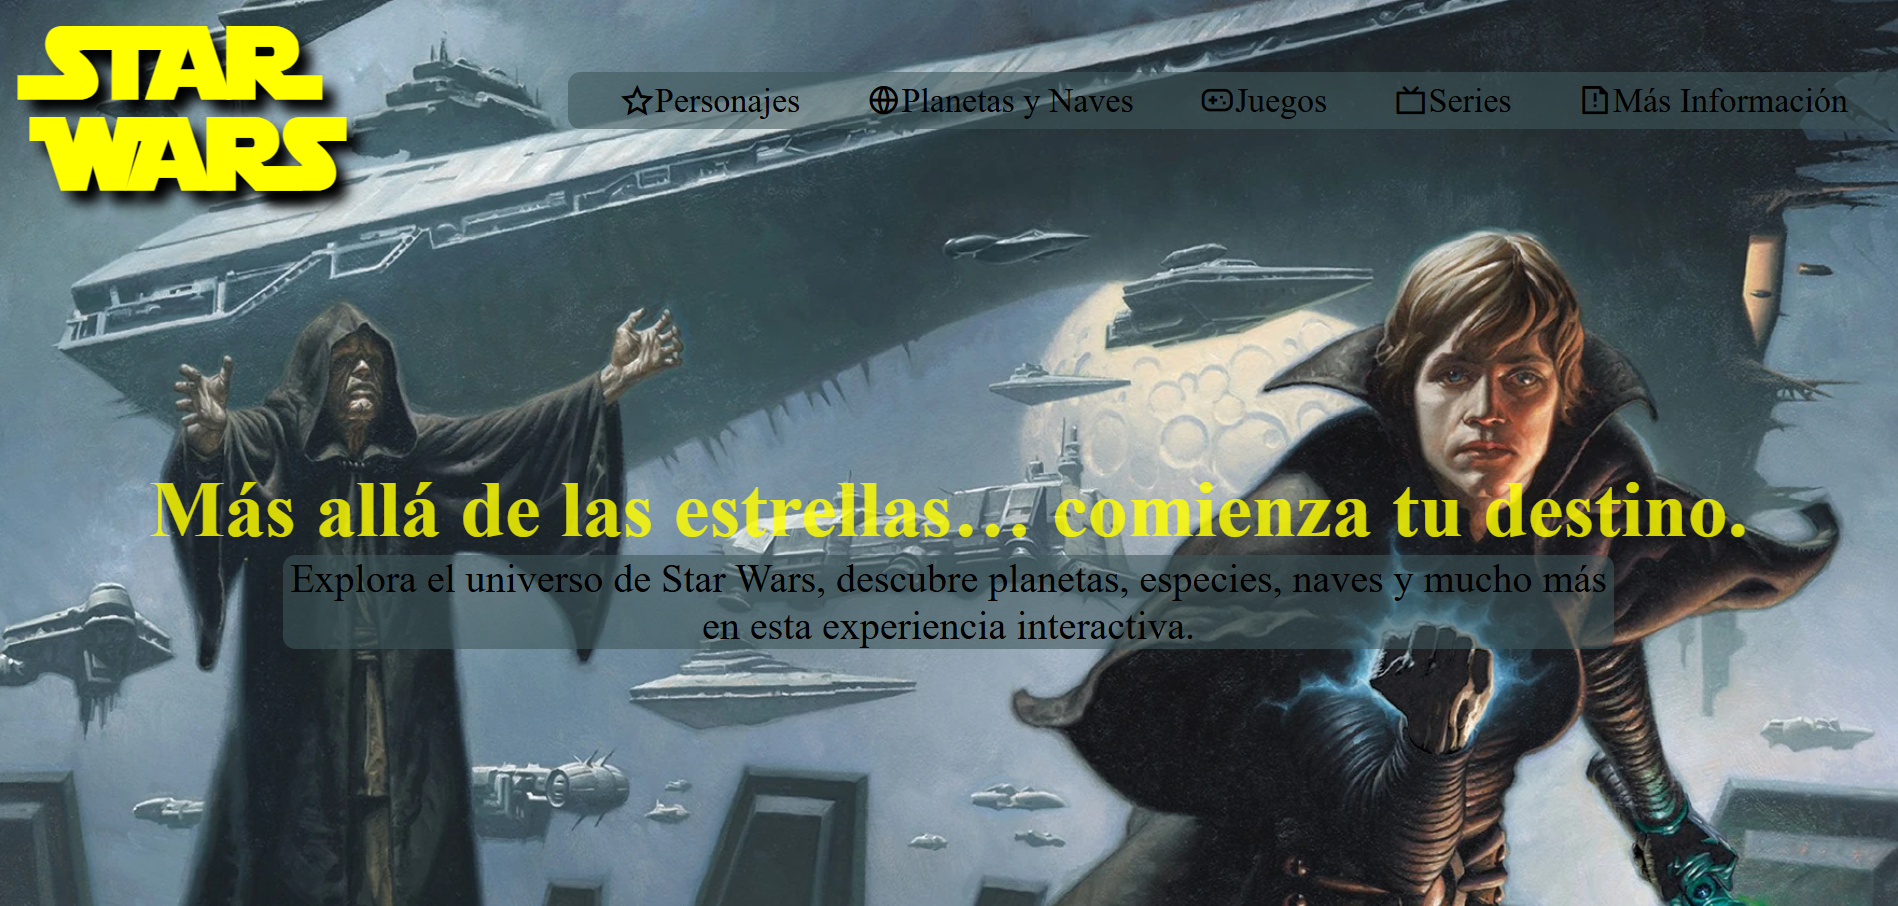 STAR
WARS
Personajes Planetas y Naves Juegos Series Más Información
Más allá de las estrellas… comienza tu destino.
Explora el universo de Star Wars, descubre planetas, especies, naves y mucho más
en esta experiencia interactiva.